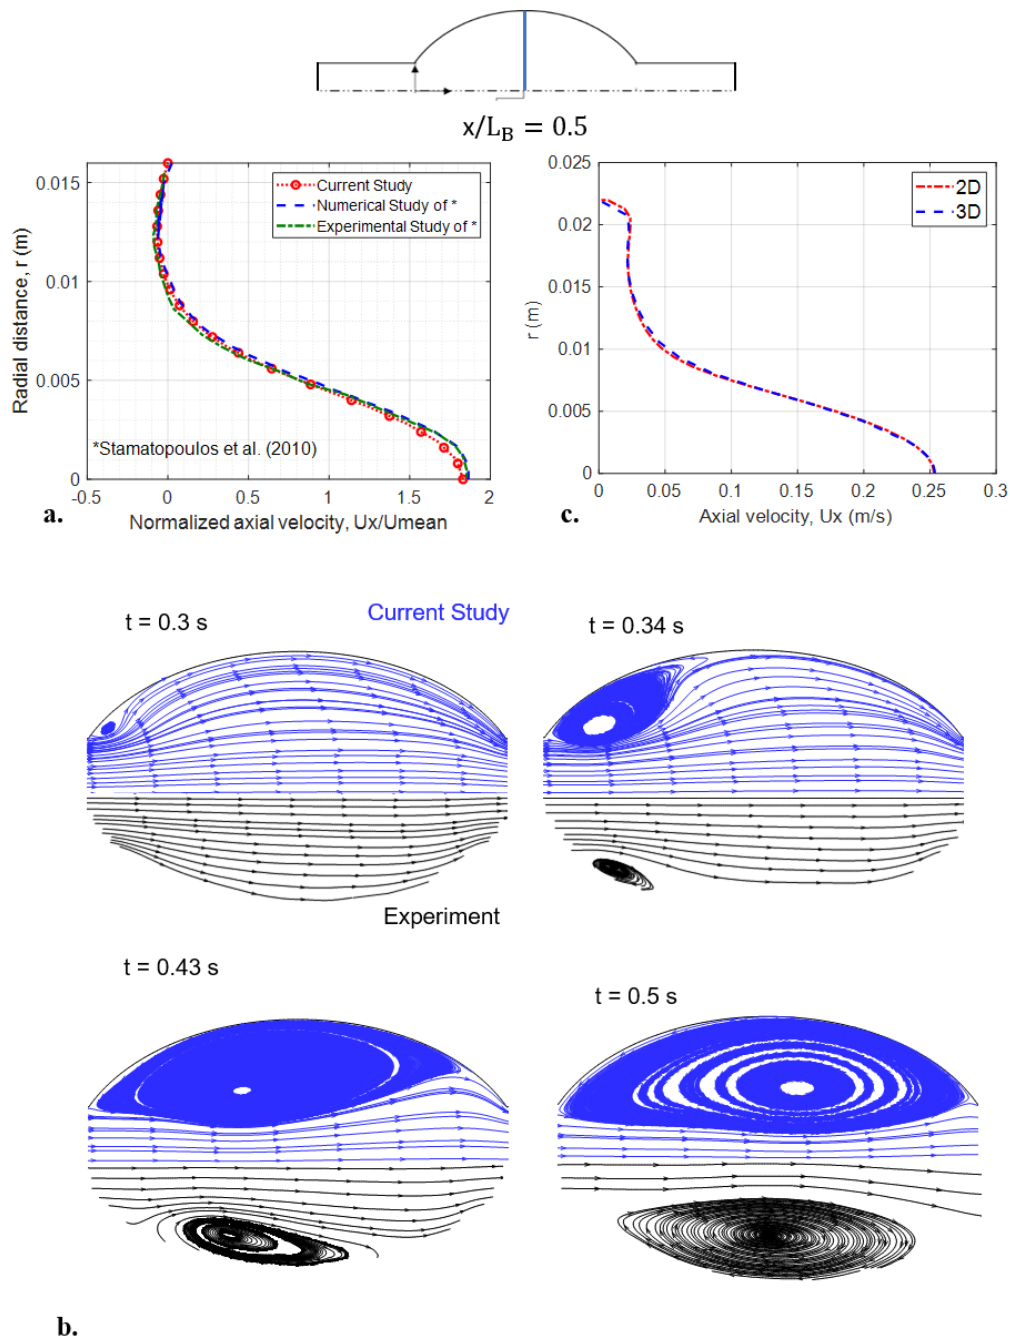 x/L_B = 0.5
0.015
0.01
0.005
0
-0.5
0
0.5
1
1.5
2
Radial distance, r (m)
Normalized axial velocity, Ux/Umean
Current Study
Numerical Study of *
Experimental Study of *
*Stamatopoulos et al. (2010)
a.
0.025
0.02
0.015
0.01
0.005
0
0
0.05
0.1
0.15
0.2
0.25
0.3
r (m)
Axial velocity, Ux (m/s)
2D
3D
c.
Current Study
t = 0.3 s
t = 0.34 s
Experiment
t = 0.43 s
t = 0.5 s
b.